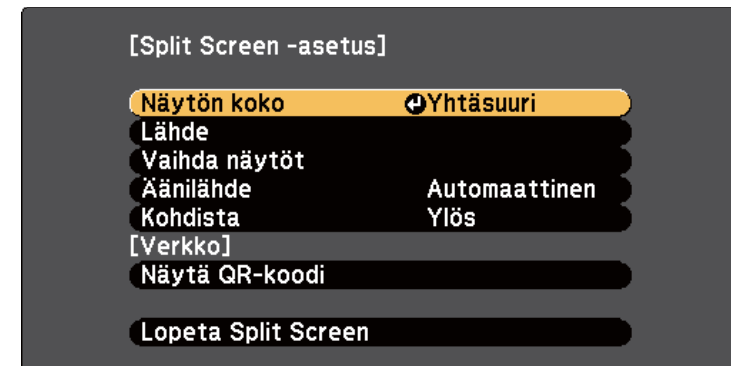 [Split Screen -asetus]
Näytön koko Yhtäsuuri
Lähde
Vaihda näytöt
Äänilähde Automaattinen
Kohdista Ylös
[Verkko]
Näytä QR-koodi
Lopeta Split Screen